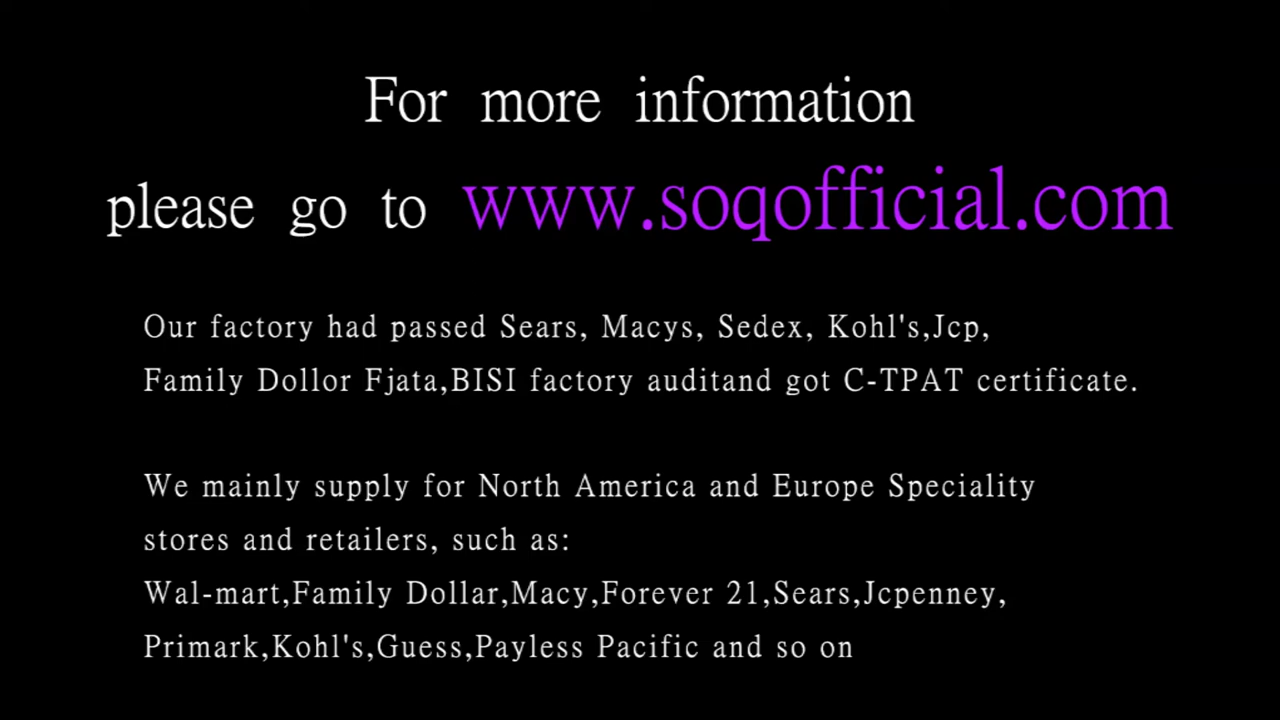 For more information
please go to www.soqofficial.com
Our factory had passed Sears, Macys, Sedex, Kohl's,Jcp,
Family Dollor Fjata,BISI factory auditand got C-TPAT certificate.
We mainly supply for North America and Europe Speciality
stores and retailers, such as:
Wal-mart,Family Dollar,Macy,Forever 21,Sears,Jcpenney,
Primark,Kohl's,Guess,Payless Pacific and so on